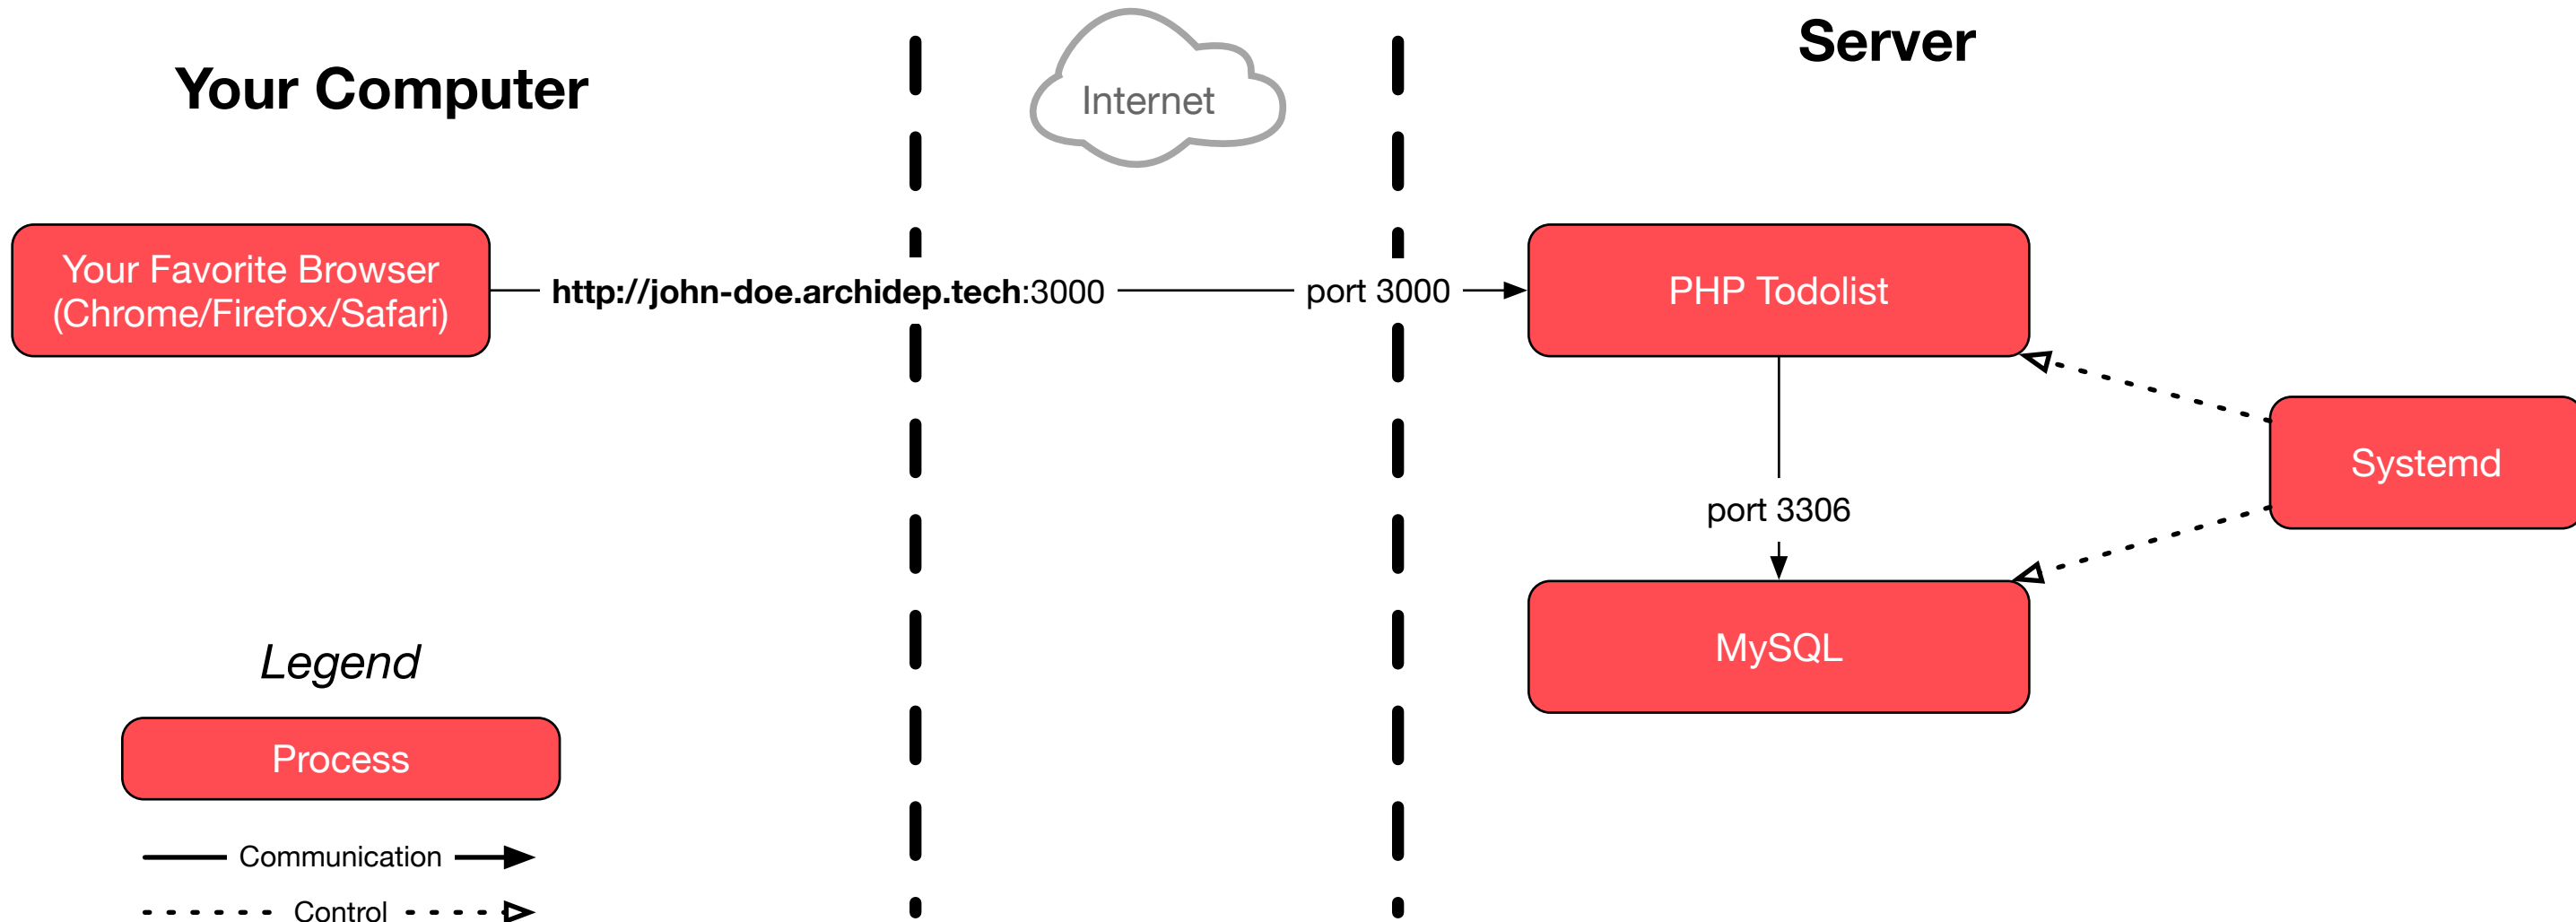 Your Computer
Internet
Server
Your Favorite Browser
(Chrome/Firefox/Safari)
http://john-doe.archidep.tech:3000
port 3000
PHP Todolist
Systemd
port 3306
MySQL
Legend
Process
Communication
Control